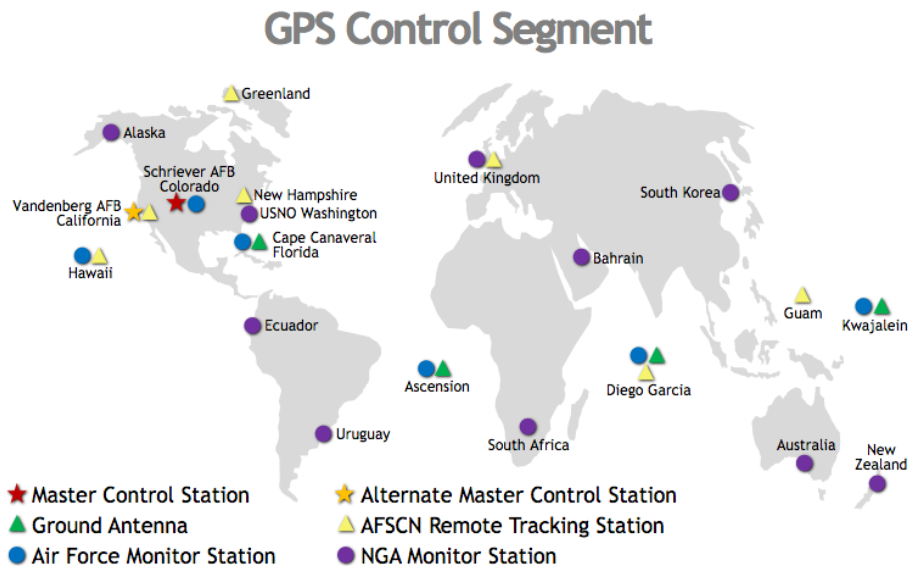 GPS Control Segment
Greenland
Alaska
Schriever AFB
Colorado
New Hampshire
USNO Washington
Vandenberg AFB
California
Cape Canaveral
Florida
Hawaii
United Kingdom
South Korea
Bahrain
Guam
Kwajalein
Ecuador
Ascension
Diego Garcia
Uruguay
South Africa
Australia
New
Zealand
Master Control Station
Alternate Master Control Station
Ground Antenna
AFSCN Remote Tracking Station
Air Force Monitor Station
NGA Monitor Station